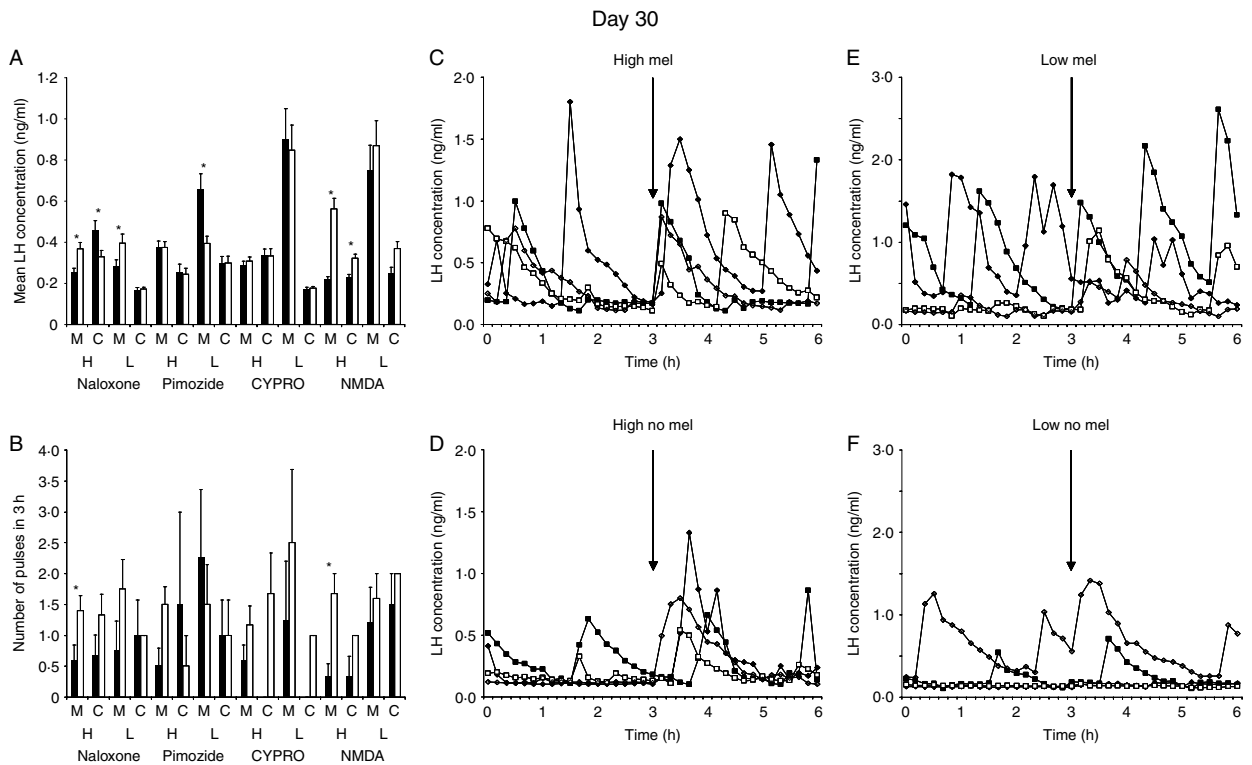 Day 30
A
Mean LH concentration (ng/ml)
1·2
1·0
0·8
0·6
0·4
0·2
0
* * * * * *
M C M C M C M C M C M C M C M C
H L H L H L H L
Naloxone Pimozide CYPRO NMDA
B
Number of pulses in 3 h
4·0
3·5
3·0
2·5
2·0
1·5
1·0
0·5
0
* *
M C M C M C M C M C M C M C M C
H L H L H L H L
Naloxone Pimozide CYPRO NMDA
C
High mel
LH concentration (ng/ml)
2·0
1·5
1·0
0·5
0·0
0 1 2 3 4 5 6
Time (h)
D
High no mel
LH concentration (ng/ml)
2·0
1·5
1·0
0·5
0·0
0 1 2 3 4 5 6
Time (h)
E
Low mel
LH concentration (ng/ml)
3·0
2·0
1·0
0·0
0 1 2 3 4 5 6
Time (h)
F
Low no mel
LH concentration (ng/ml)
3·0
2·0
1·0
0·0
0 1 2 3 4 5 6
Time (h)